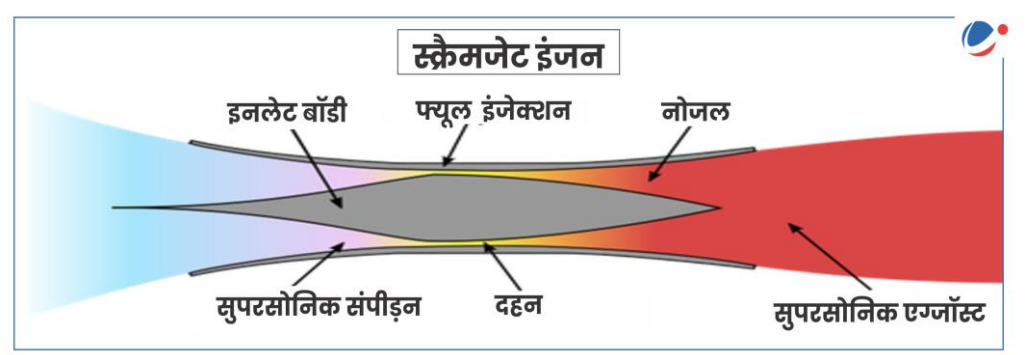 स्क्रैमजेट इंजन
इनलेट बॉडी
फ्यूल इंजेक्शन
नोजल
सुपरसोनिक संपीड़न
दहन
सुपरसोनिक एग्जॉस्ट